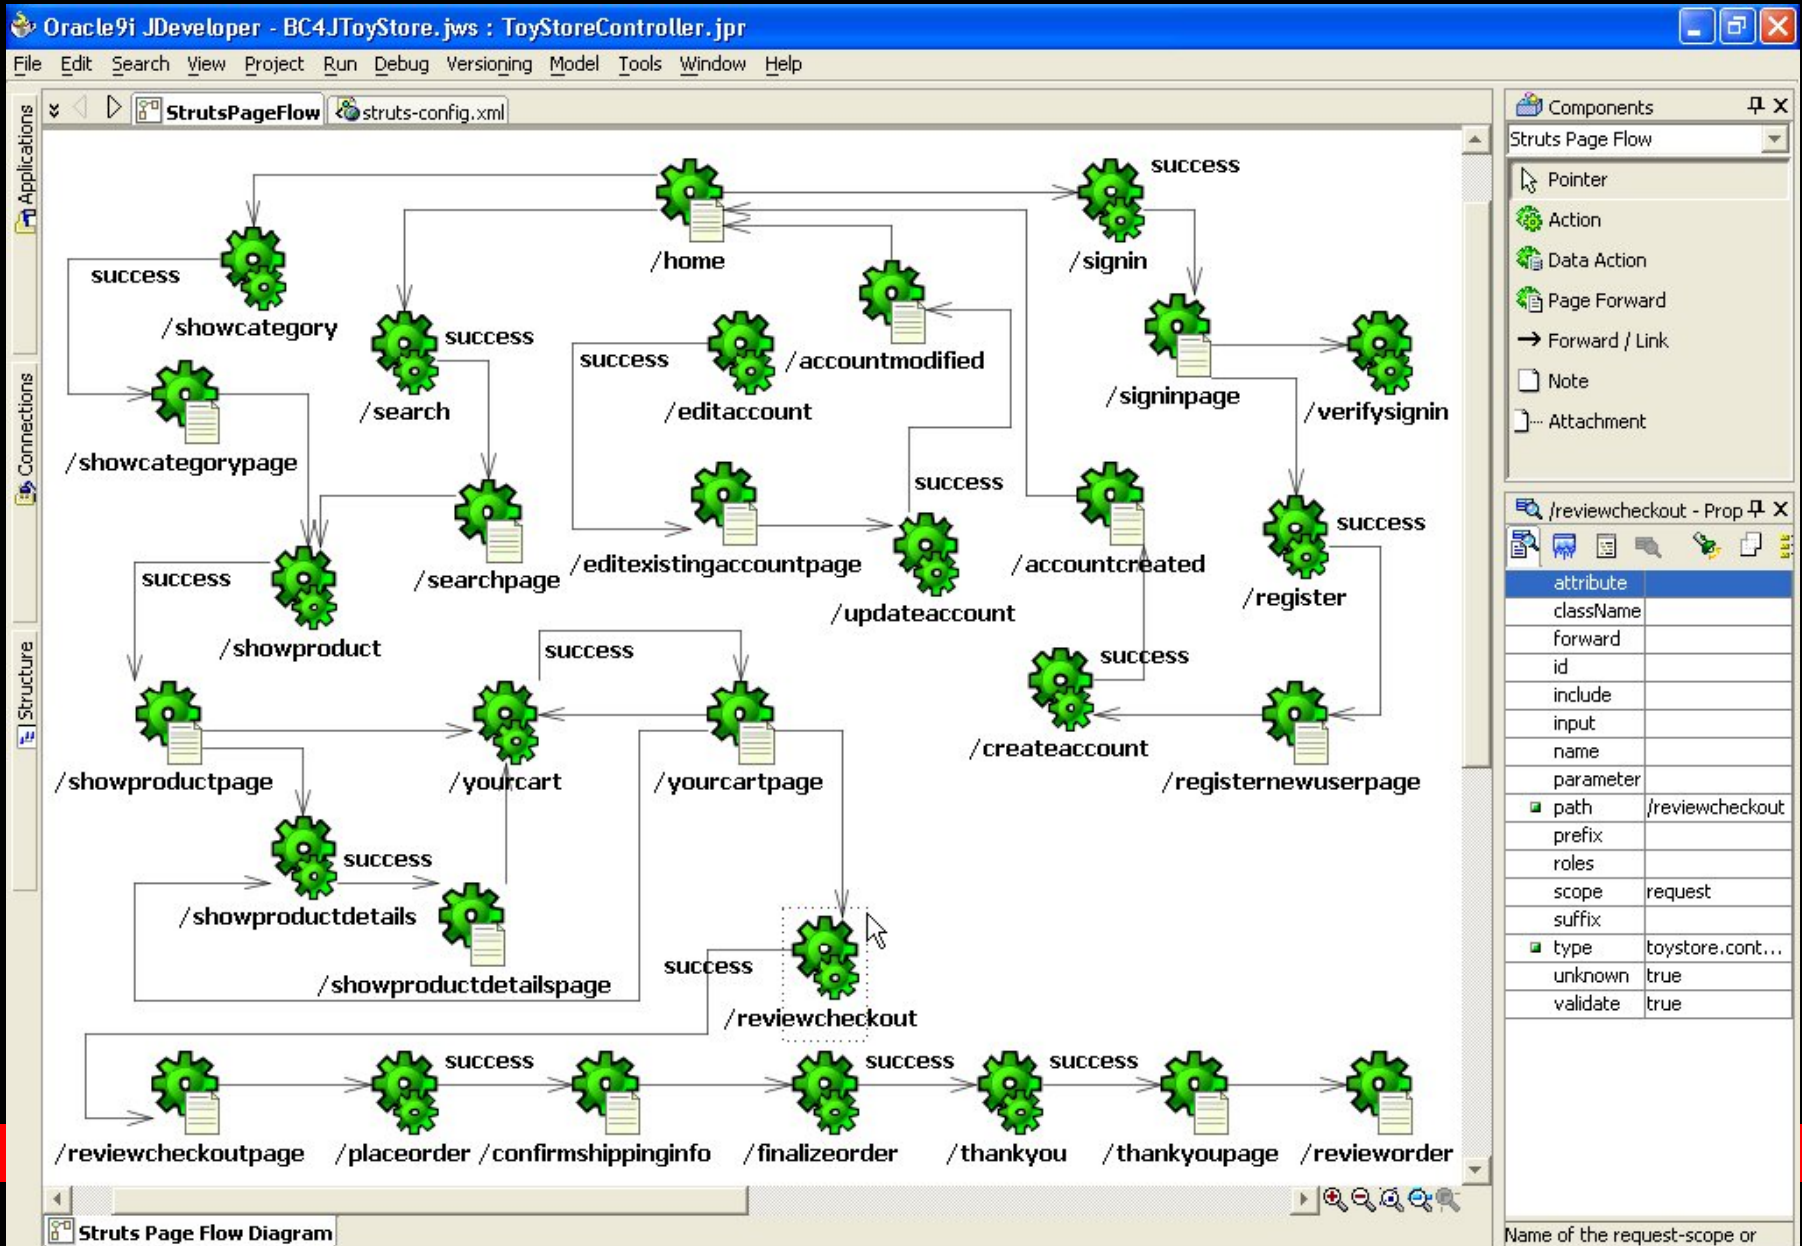 Oracle9i JDeveloper - BC4JToyStore.jws : ToyStoreController.jpr
File Edit Search View Project Run Debug Versioning Model Tools Window Help
Applications
Connections
Structure
StrutsPageFlow
struts-config.xml
success
/home
/signin
success
/showcategory
success
/search
success
/editaccount
/accountmodified
/signinpage
/verifysignin
/showcategorypage
success
success
/searchpage
/editexistingaccountpage
/updateaccount
/accountcreated
/register
success
/showproduct
success
success
/createaccount
/registernewuserpage
/showproductpage
/yourcart
/yourcartpage
success
/showproductdetails
/showproductdetailspage
success
/reviewcheckout
success
success
success
/reviewcheckoutpage
/placeorder
/confirmshippinginfo
/finalizeorder
/thankyou
/thankyoupage
/revieworder
Struts Page Flow Diagram
Components
Struts Page Flow
Pointer
Action
Data Action
Page Forward
Forward / Link
Note
Attachment
/reviewcheckout - Prop
attribute
className
forward
id
include
input
name
parameter
path /reviewcheckout
prefix
roles
scope request
suffix
type toystore.cont...
unknown true
validate true
Name of the request-scope or